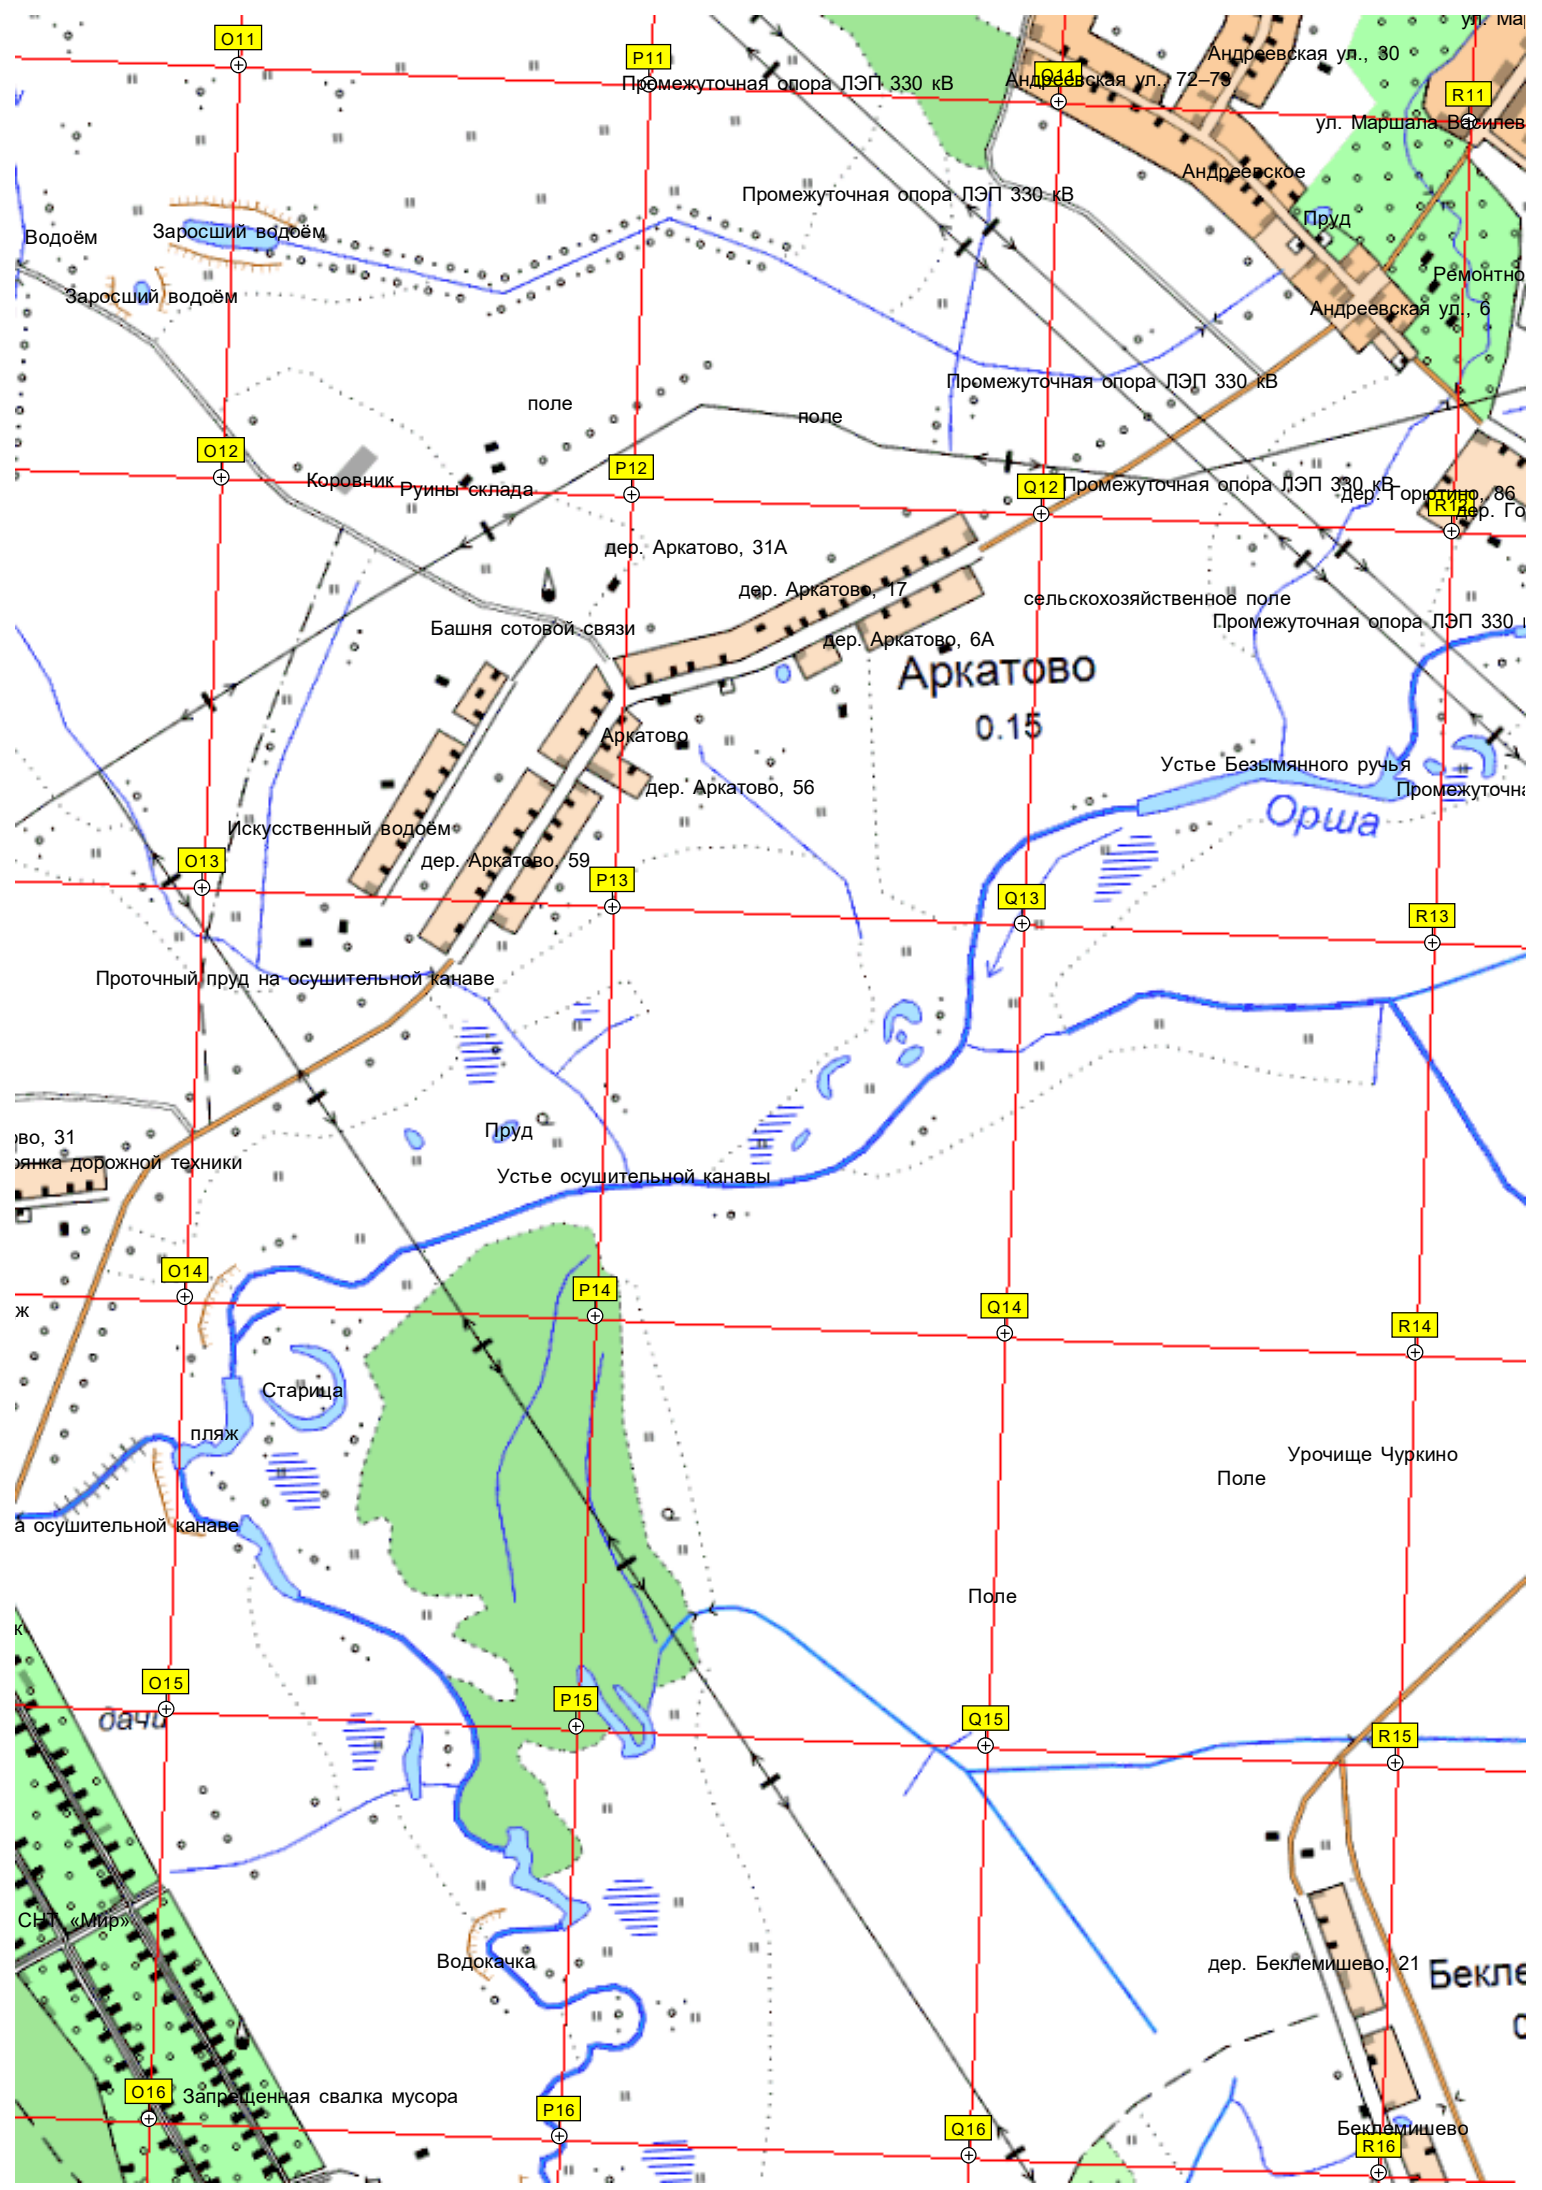 ул. Ма
O11
P11
Андреевская ул., 30
Q11
Андреевская ул., 72–73
Промежуточная опора ЛЭП 330 кВ
R11
ул. Маршала Василев
Андреевское
Промежуточная опора ЛЭП 330 кВ
Пруд
Водоём
Заросший водоём
Ремонтно
Заросший водоём
Андреевская ул., 6
Промежуточная опора ЛЭП 330 кВ
поле
поле
O12
P12
Коровник
Руины склада
Q12
Промежуточная опора ЛЭП 330 кВ
дер. Горютино, 86
R12
дер. Го
дер. Аркатово, 31А
дер. Аркатово, 17
сельскохозяйственное поле
Башня сотовой связи
Промежуточная опора ЛЭП 330
дер. Аркатово, 6А
Аркатово
0.15
Аркатово
Устье Безымянного ручья
дер. Аркатово, 56
Промежуточна
Орша
Искусственный водоём
O13
дер. Аркатово, 59
P13
Q13
R13
Проточный пруд на осушительной канаве
Пруд
ово, 31
оянка дорожной техники
Устье осушительной канавы
O14
P14
Q14
R14
ж
Старица
пляж
Урочище Чуркино
Поле
а осушительной канаве
Поле
к
O15
P15
Q15
R15
дачи
СНТ «Мир»
Водокачка
дер. Беклемишево, 21
Бекле
0
O16
Запрещенная свалка мусора
P16
Q16
Беклемишево
R16